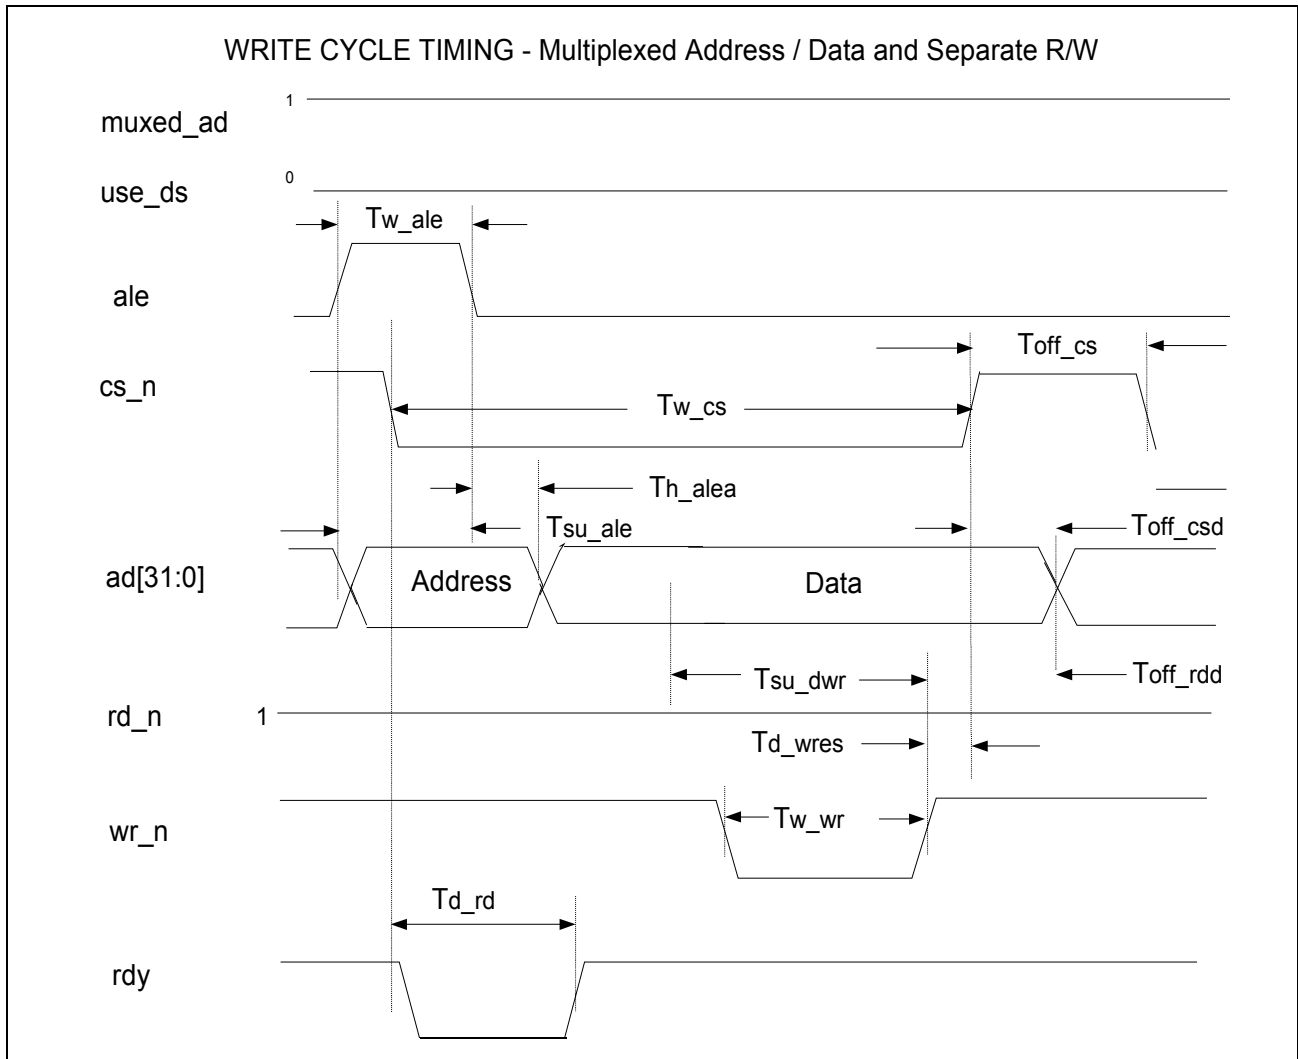 WRITE CYCLE TIMING - Multiplexed Address / Data and Separate R/W
1
muxed_ad
0
use_ds
Tw_ale
ale
Toff_cs
cs_n
Tw_cs
Th_alea
Tsu_ale
Toff_csd
ad[31:0]
Address
Data
Tsu_dwr
Toff_rdd
rd_n
1
Td_wres
wr_n
Tw_wr
Td_rd
rdy